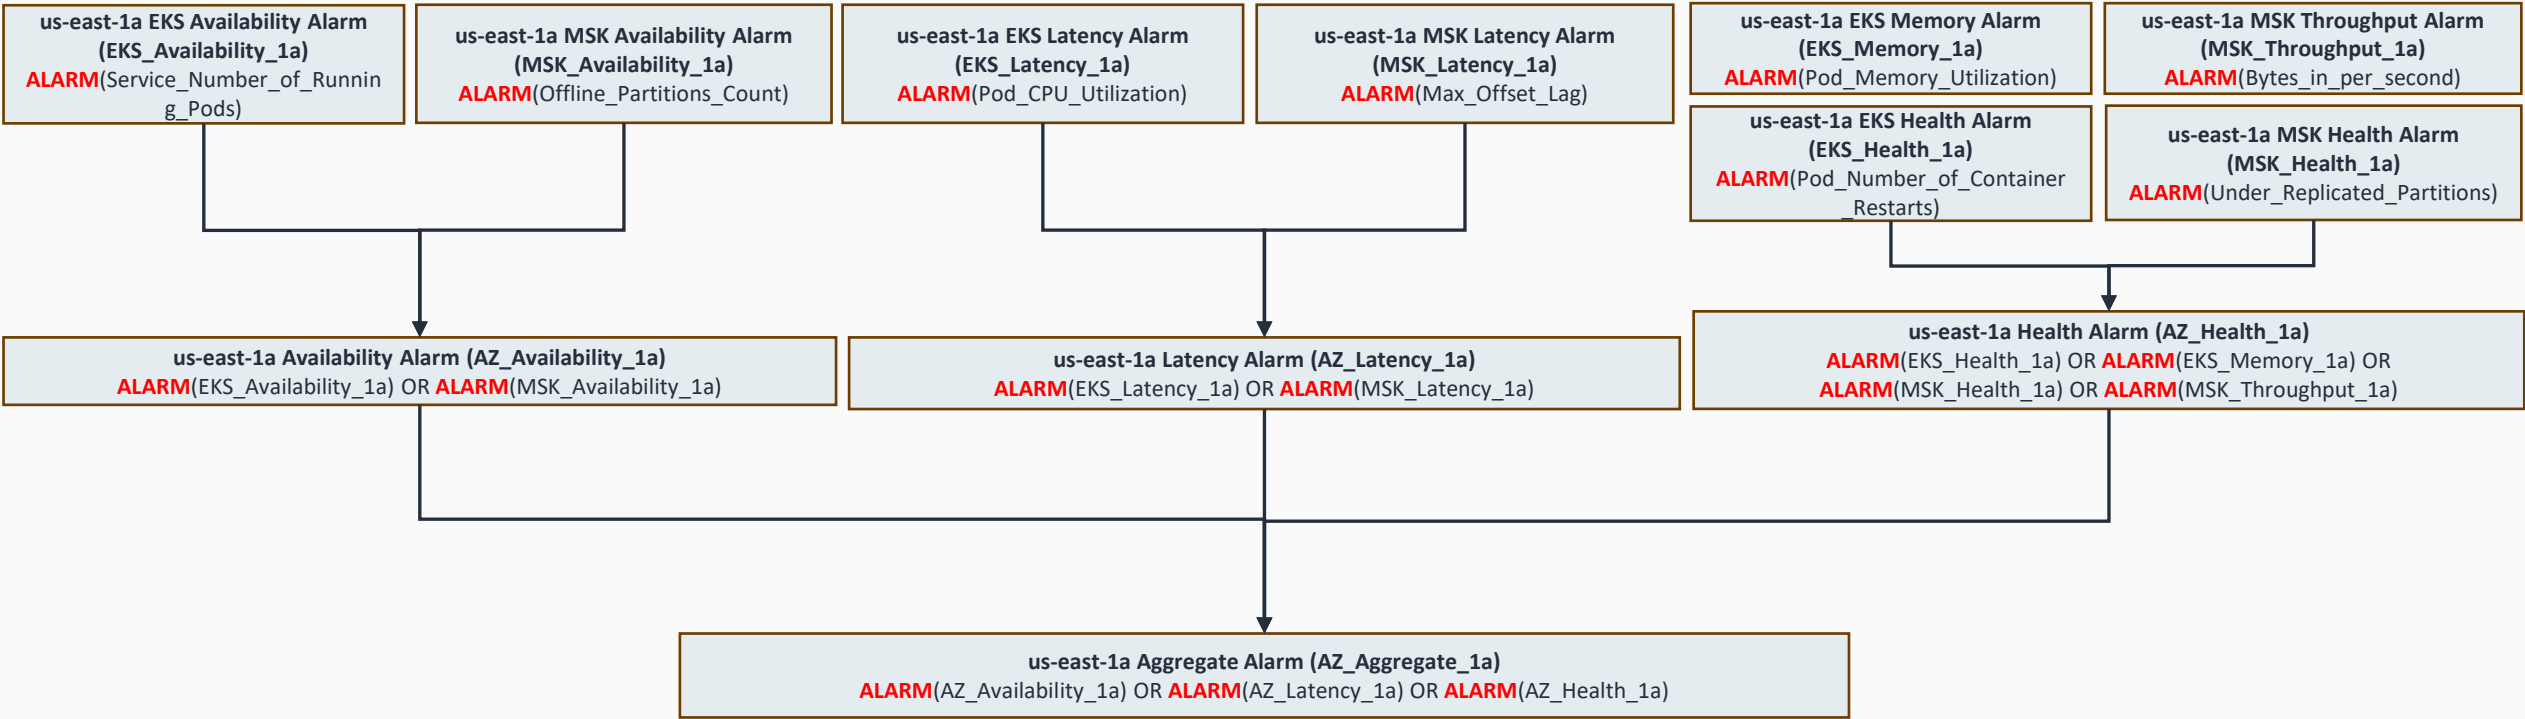 us-east-1a EKS Availability Alarm
(EKS_Availability_1a)
ALARM(Service_Number_of_Runnin
g_Pods)
us-east-1a MSK Availability Alarm
(MSK_Availability_1a)
ALARM(Offline_Partitions_Count)
us-east-1a EKS Latency Alarm
(EKS_Latency_1a)
ALARM(Pod_CPU_Utilization)
us-east-1a MSK Latency Alarm
(MSK_Latency_1a)
ALARM(Max_Offset_Lag)
us-east-1a EKS Memory Alarm
(EKS_Memory_1a)
ALARM(Pod_Memory_Utilization)
us-east-1a MSK Throughput Alarm
(MSK_Throughput_1a)
ALARM(Bytes_in_per_second)
us-east-1a EKS Health Alarm
(EKS_Health_1a)
ALARM(Pod_Number_of_Container
_Restarts)
us-east-1a MSK Health Alarm
(MSK_Health_1a)
ALARM(Under_Replicated_Partitions)
us-east-1a Availability Alarm (AZ_Availability_1a)
ALARM(EKS_Availability_1a) OR ALARM(MSK_Availability_1a)
us-east-1a Latency Alarm (AZ_Latency_1a)
ALARM(EKS_Latency_1a) OR ALARM(MSK_Latency_1a)
us-east-1a Health Alarm (AZ_Health_1a)
ALARM(EKS_Health_1a) OR ALARM(EKS_Memory_1a) OR
ALARM(MSK_Health_1a) OR ALARM(MSK_Throughput_1a)
us-east-1a Aggregate Alarm (AZ_Aggregate_1a)
ALARM(AZ_Availability_1a) OR ALARM(AZ_Latency_1a) OR ALARM(AZ_Health_1a)